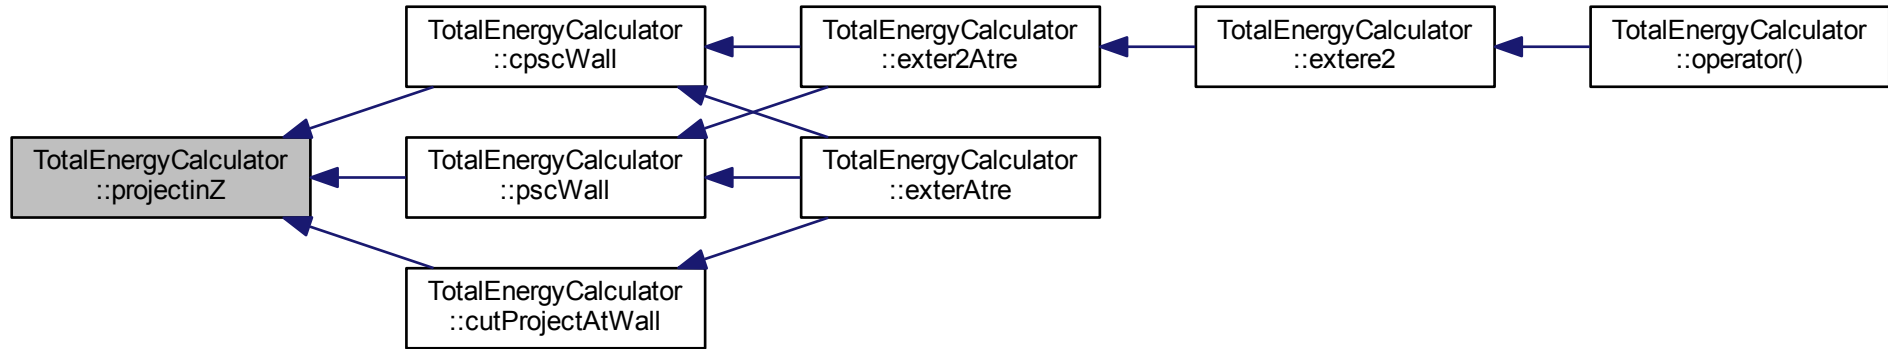 TotalEnergyCalculator
::projectinZ
TotalEnergyCalculator
::cpscWall
TotalEnergyCalculator
::pscWall
TotalEnergyCalculator
::cutProjectAtWall
TotalEnergyCalculator
::exter2Atre
TotalEnergyCalculator
::exterAtre
TotalEnergyCalculator
::extere2
TotalEnergyCalculator
::operator()